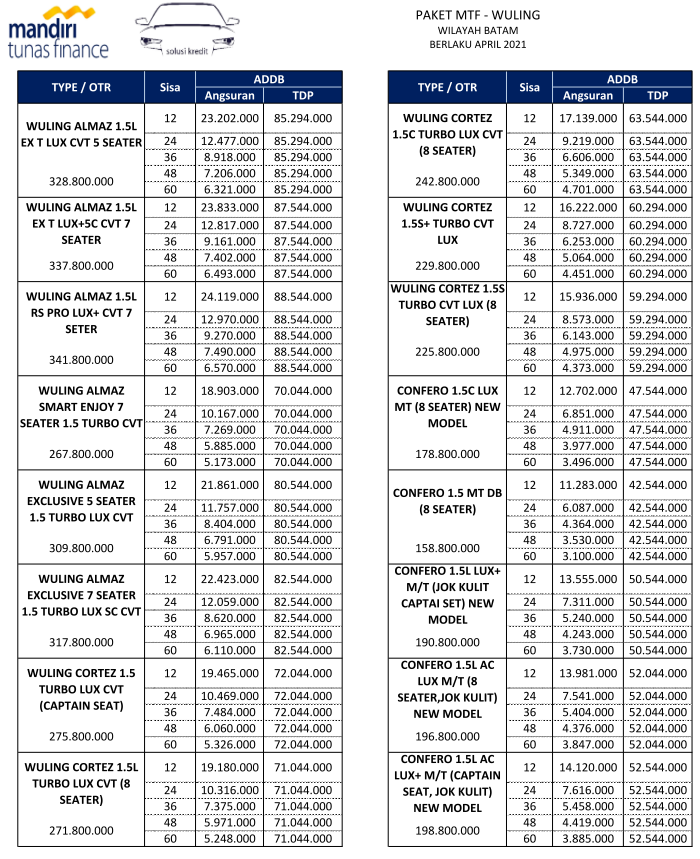 mandiri
tunas finance
solusi kredit
PAKET MTF - WULING
WILAYAH BATAM
BERLAKU APRIL 2021
TYPE / OTR Sisa ADDB
Angsuran TDP
WULING ALMAZ 1.5L
EX T LUX CVT 5 SEATER
328.800.000
12 23.202.000 85.294.000
24 12.477.000 85.294.000
36 8.918.000 85.294.000
48 7.206.000 85.294.000
60 6.321.000 85.294.000
WULING ALMAZ 1.5L
EX T LUX+5C CVT 7
SEATER
337.800.000
12 23.833.000 87.544.000
24 12.817.000 87.544.000
36 9.161.000 87.544.000
48 7.402.000 87.544.000
60 6.493.000 87.544.000
WULING ALMAZ 1.5L
RS PRO LUX+ CVT 7
SETER
341.800.000
12 24.119.000 88.544.000
24 12.970.000 88.544.000
36 9.270.000 88.544.000
48 7.490.000 88.544.000
60 6.570.000 88.544.000
WULING ALMAZ
SMART ENJOY 7
SEATER 1.5 TURBO CVT
267.800.000
12 18.903.000 70.044.000
24 10.167.000 70.044.000
36 7.269.000 70.044.000
48 5.885.000 70.044.000
60 5.173.000 70.044.000
WULING ALMAZ
EXCLUSIVE 5 SEATER
1.5 TURBO LUX CVT
309.800.000
12 21.861.000 80.544.000
24 11.757.000 80.544.000
36 8.404.000 80.544.000
48 6.791.000 80.544.000
60 5.957.000 80.544.000
WULING ALMAZ
EXCLUSIVE 7 SEATER
1.5 TURBO LUX SC CVT
317.800.000
12 22.423.000 82.544.000
24 12.059.000 82.544.000
36 8.620.000 82.544.000
48 6.965.000 82.544.000
60 6.110.000 82.544.000
WULING CORTEZ 1.5
TURBO LUX CVT
(CAPTAIN SEAT)
275.800.000
12 19.465.000 72.044.000
24 10.469.000 72.044.000
36 7.484.000 72.044.000
48 6.060.000 72.044.000
60 5.326.000 72.044.000
WULING CORTEZ 1.5L
TURBO LUX CVT (8
SEATER)
271.800.000
12 19.180.000 71.044.000
24 10.316.000 71.044.000
36 7.375.000 71.044.000
48 5.971.000 71.044.000
60 5.248.000 71.044.000
TYPE / OTR Sisa ADDB
Angsuran TDP
WULING CORTEZ
1.5C TURBO LUX CVT
(8 SEATER)
242.800.000
12 17.139.000 63.544.000
24 9.219.000 63.544.000
36 6.606.000 63.544.000
48 5.349.000 63.544.000
60 4.701.000 63.544.000
WULING CORTEZ
1.5S+ TURBO CVT
LUX
229.800.000
12 16.222.000 60.294.000
24 8.727.000 60.294.000
36 6.253.000 60.294.000
48 5.064.000 60.294.000
60 4.451.000 60.294.000
WULING CORTEZ 1.5S
TURBO CVT LUX (8
SEATER)
225.800.000
12 15.936.000 59.294.000
24 8.573.000 59.294.000
36 6.143.000 59.294.000
48 4.975.000 59.294.000
60 4.373.000 59.294.000
CONFERO 1.5C LUX
MT (8 SEATER) NEW
MODEL
178.800.000
12 12.702.000 47.544.000
24 6.851.000 47.544.000
36 4.911.000 47.544.000
48 3.977.000 47.544.000
60 3.496.000 47.544.000
CONFERO 1.5 MT DB
(8 SEATER)
158.800.000
12 11.283.000 42.544.000
24 6.087.000 42.544.000
36 4.364.000 42.544.000
48 3.530.000 42.544.000
60 3.100.000 42.544.000
CONFERO 1.5L LUX+
M/T (JOK KULIT
CAPTAI SET) NEW
MODEL
190.800.000
12 13.555.000 50.544.000
24 7.311.000 50.544.000
36 5.240.000 50.544.000
48 4.243.000 50.544.000
60 3.730.000 50.544.000
CONFERO 1.5L AC
LUX M/T (8
SEATER,JOK KULIT)
NEW MODEL
196.800.000
12 13.981.000 52.044.000
24 7.541.000 52.044.000
36 5.404.000 52.044.000
48 4.376.000 52.044.000
60 3.847.000 52.044.000
CONFERO 1.5L AC
LUX+ M/T (CAPTAIN
SEAT, JOK KULIT)
NEW MODEL
198.800.000
12 14.120.000 52.544.000
24 7.616.000 52.544.000
36 5.458.000 52.544.000
48 4.419.000 52.544.000
60 3.885.000 52.544.000